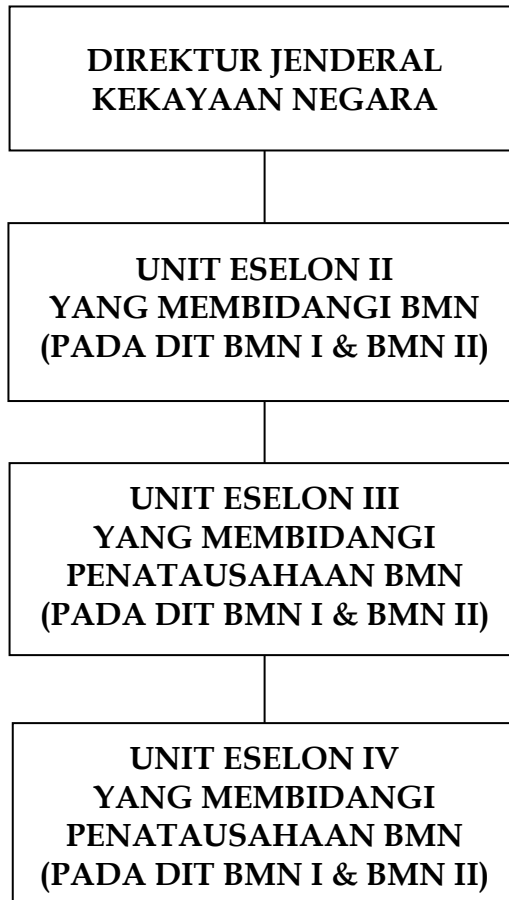 DIREKTUR JENDERAL
KEKAYAAN NEGARA
UNIT ESELON II
YANG MEMBIDANGI BMN
(PADA DIT BMN I & BMN II)
UNIT ESELON III
YANG MEMBIDANGI
PENATAUSAHAAN BMN
(PADA DIT BMN I & BMN II)
UNIT ESELON IV
YANG MEMBIDANGI
PENATAUSAHAAN BMN
(PADA DIT BMN I & BMN II)